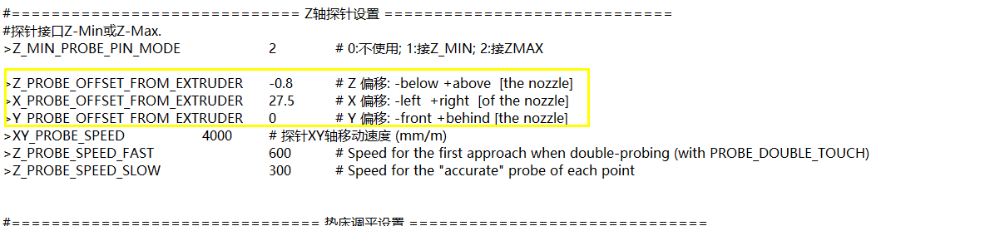 #============================= Z轴探针设置 =============================
#探针接口Z-Min或Z-Max.
>Z_MIN_PROBE_PIN_MODE 2 # 0:不使用; 1:接Z_MIN; 2:接ZMAX
>Z_PROBE_OFFSET_FROM_EXTRUDER -0.8 # Z 偏移: -below +above [the nozzle]
>X_PROBE_OFFSET_FROM_EXTRUDER 27.5 # X 偏移: -left +right [of the nozzle]
>Y_PROBE_OFFSET_FROM_EXTRUDER 0 # Y 偏移: -front +behind [the nozzle]
>XY_PROBE_SPEED 4000 # 探针XY轴移动速度 (mm/m)
>Z_PROBE_SPEED_FAST 600 # Speed for the first approach when double-probing (with PROBE_DOUBLE_TOUCH)
>Z_PROBE_SPEED_SLOW 300 # Speed for the "accurate" probe of each point
#=============================== 热床调平设置 ==============================